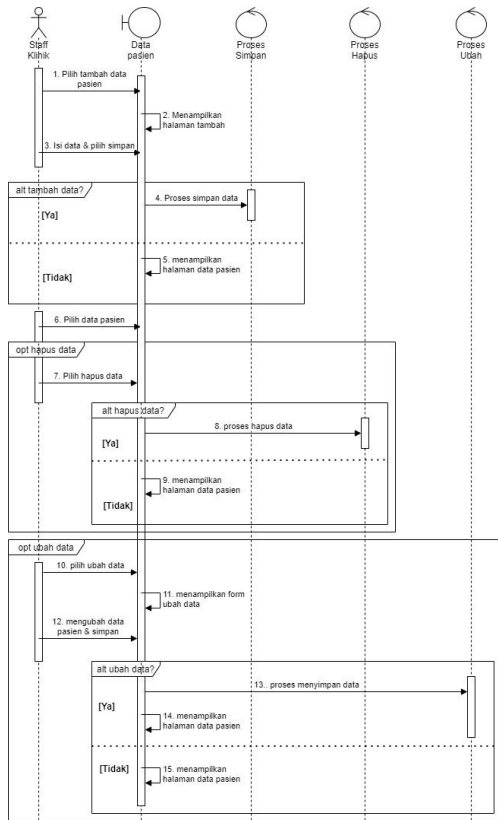 Staff
Klinik
Data
pasien
Proses
Simpan
Proses
Hapus
Proses
Ubah
1. Pilih tambah data
pasien
2. Menampilkan
halaman tambah
3. Isi data & pilih simpan
alt tambah data?
4. Proses simpan data
[Ya]
5. menampilkan
halaman data pasien
[Tidak]
6. Pilih data pasien
opt hapus data
7. Pilih hapus data
alt hapus data?
8. proses hapus data
[Ya]
9. menampilkan
halaman data pasien
[Tidak]
opt ubah data
10. pilih ubah data
11. menampilkan form
ubah data
12. mengubah data
pasien & simpan
alt ubah data?
13.. proses menyimpan data
[Ya]
14. menampilkan
halaman data pasien
[Tidak]
15. menampilkan
halaman data pasien